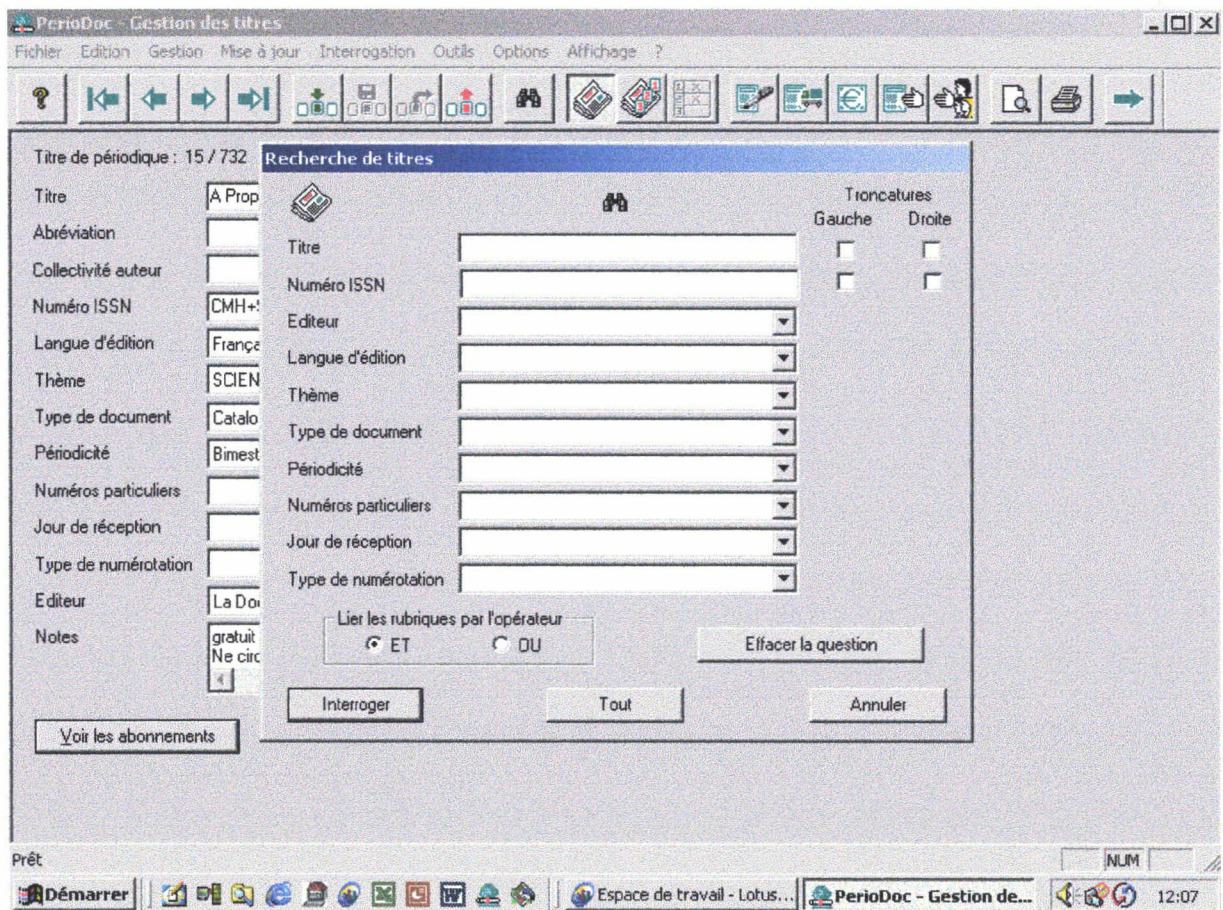 PerioDoc - Gestion des titres
Fichier Edition Gestion Mise à jour Interrogation Outils Options Affichage ?
Titre de périodique : 15 / 732
Titre A Prop
Abréviation
Collectivité auteur
Numéro ISSN CMH+
Langue d'édition França
Thème SCIEN
Type de document Catalo
Périodicité Bimest
Numéros particuliers
Jour de réception
Type de numérotation
Editeur La Do
Notes gratuit
Ne circ
Voir les abonnements
Recherche de titres
Troncatures
Gauche Droite
Titre
Numéro ISSN
Editeur
Langue d'édition
Thème
Type de document
Périodicité
Numéros particuliers
Jour de réception
Type de numérotation
Lier les rubriques par l'opérateur
ET OU
Effacer la question
Interroger Tout Annuler
Prêt NUM
Démarrer Espace de travail - Lotus... PerioDoc - Gestion de... 12:07